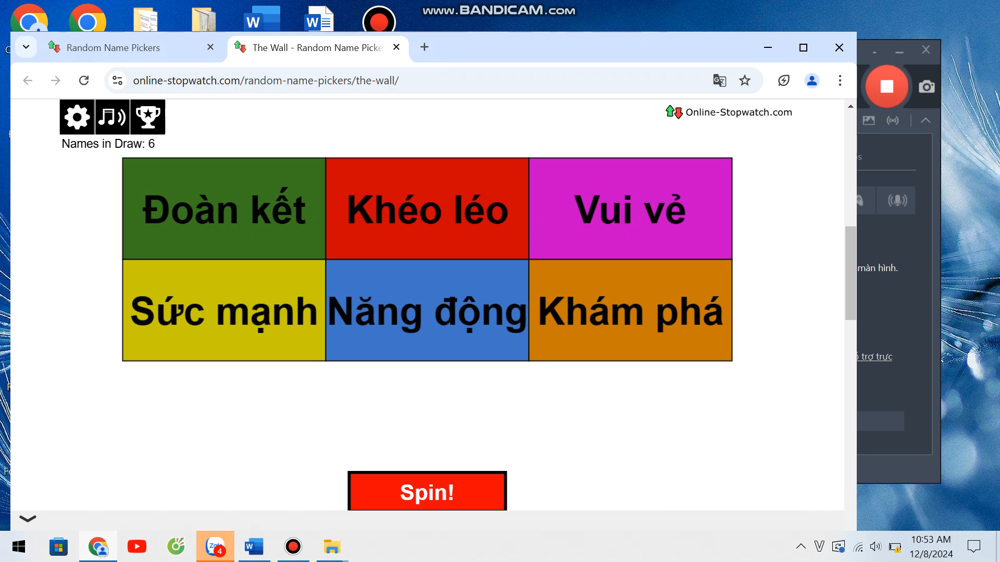 www.BANDICAM.com
Random Name Pickers
The Wall - Random Name Picke
online-stopwatch.com/random-name-pickers/the-wall/
Online-Stopwatch.com
Names in Draw: 6
Đoàn kết
Khéo léo
Vui vẻ
Sức mạnh
Năng động
Khám phá
màn hình.
trợ trực
Spin!
Zalo
4
10:53 AM
12/8/2024